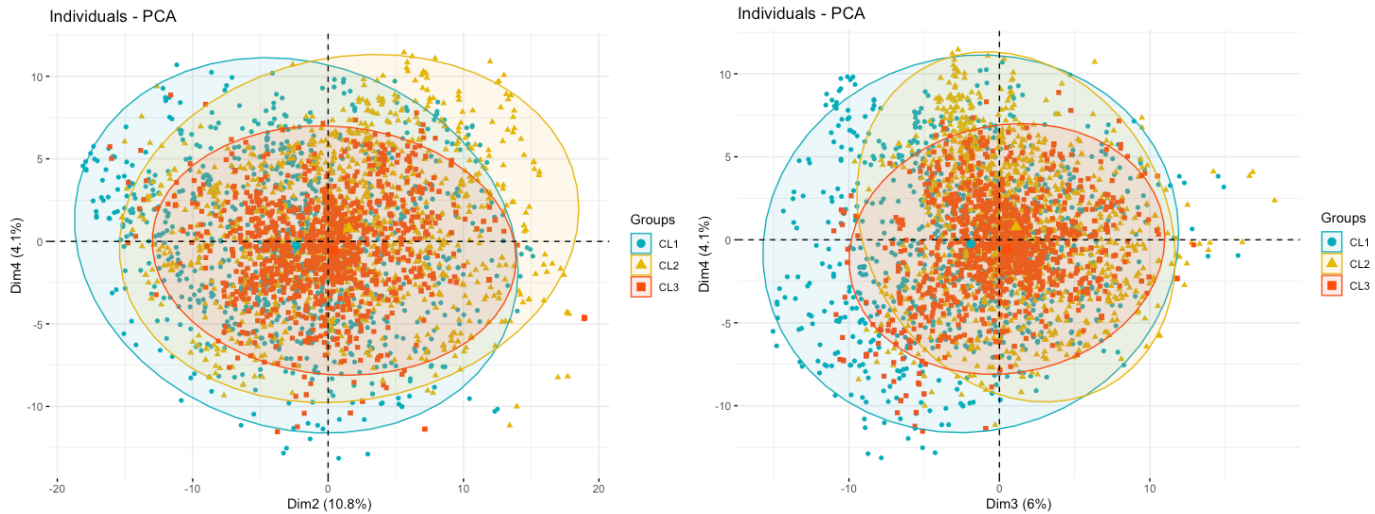 Individuals - PCA
10
5
0
-5
-10
-20
-10
0
10
20
Dim4 (4.1%)
Dim2 (10.8%)
Groups
CL1
CL2
CL3
Individuals - PCA
10
5
0
-5
-10
-10
0
10
Dim4 (4.1%)
Dim3 (6%)
Groups
CL1
CL2
CL3